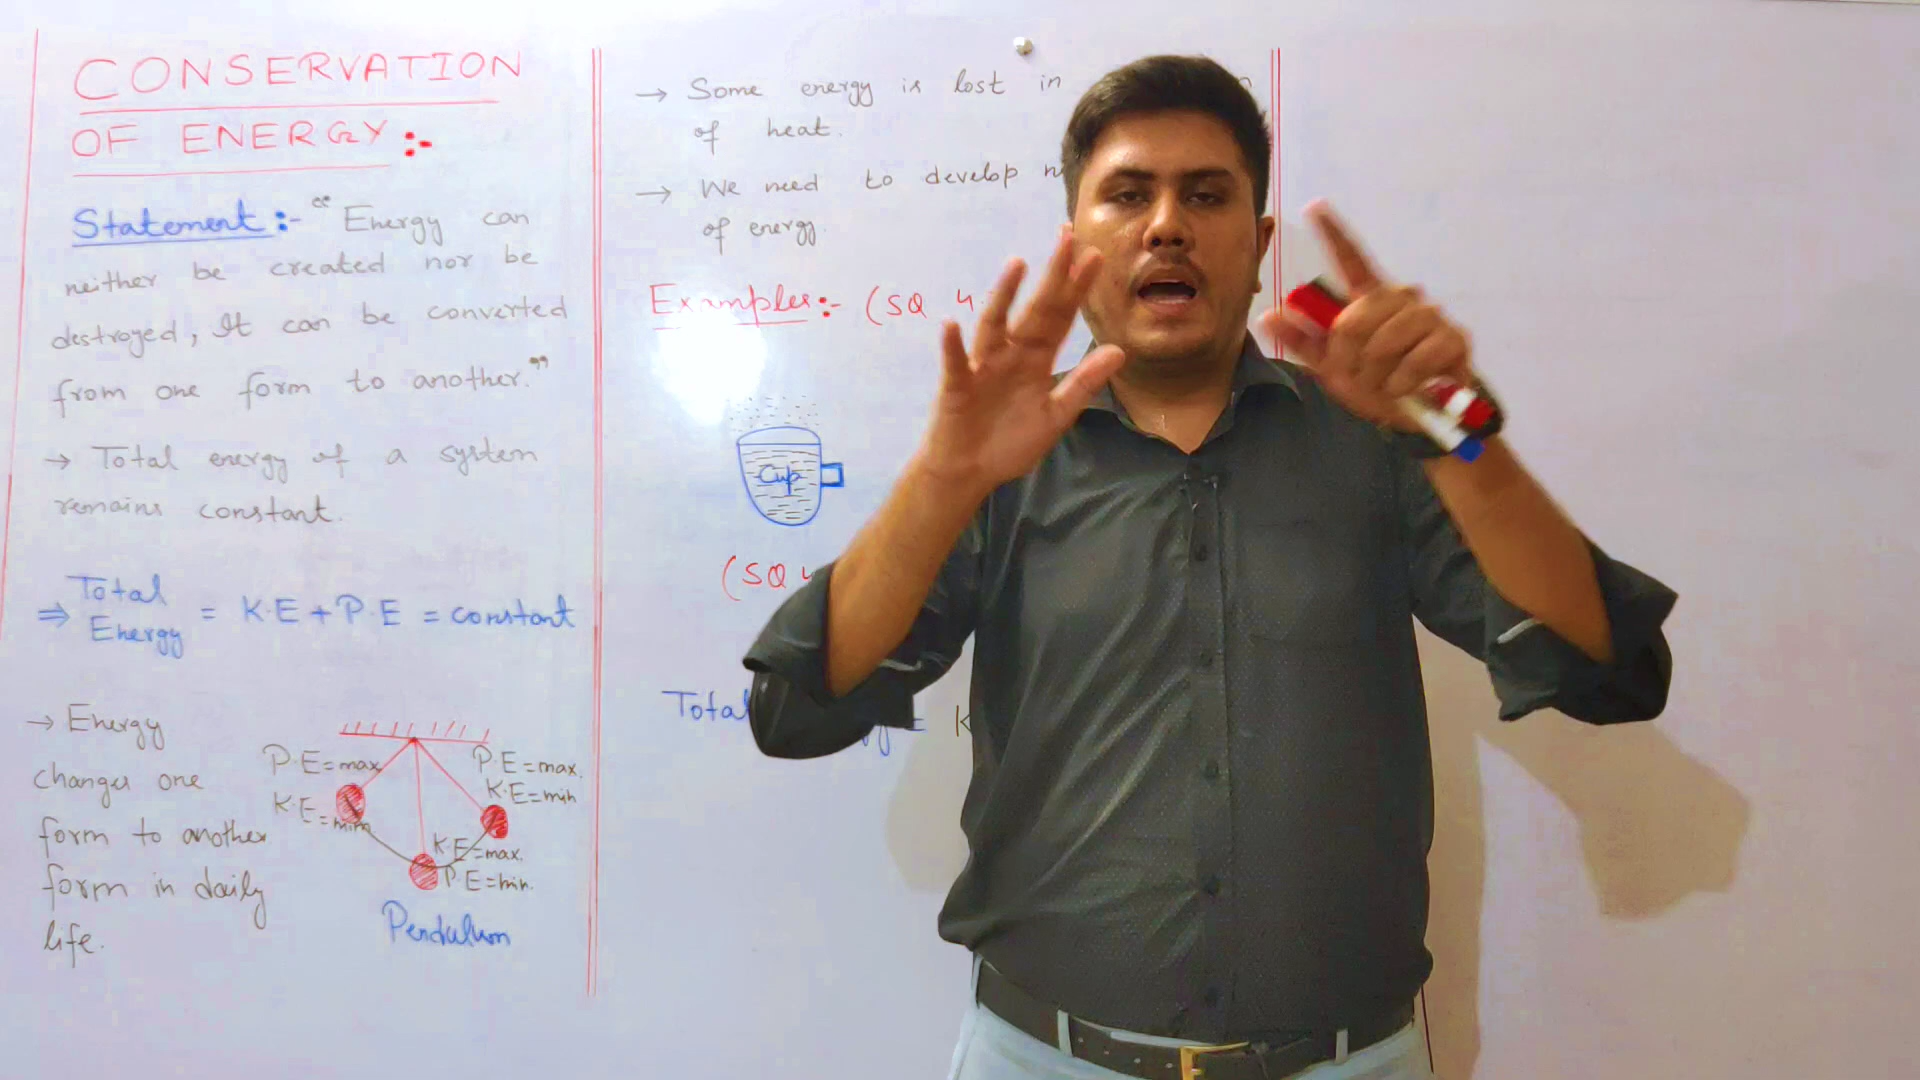 CONSERVATION
OF ENERGY :-
Statement :- “ Energy can
neither be created nor be
destroyed, It can be converted
from one form to another.”
→ Total energy of a system
remains constant.
⇒ Total Energy = K.E + P.E = constant
→ Energy
changes one
form to another
form in daily
life.
P.E = max
K.E = min
P.E = max.
K.E = min
K.E = max.
P.E = min.
Pendulum
→ Some energy is lost in
of heat.
→ We need to develop
of energy.
Examples :- (SQ 4.
Cup
(SQ 4
Total = K